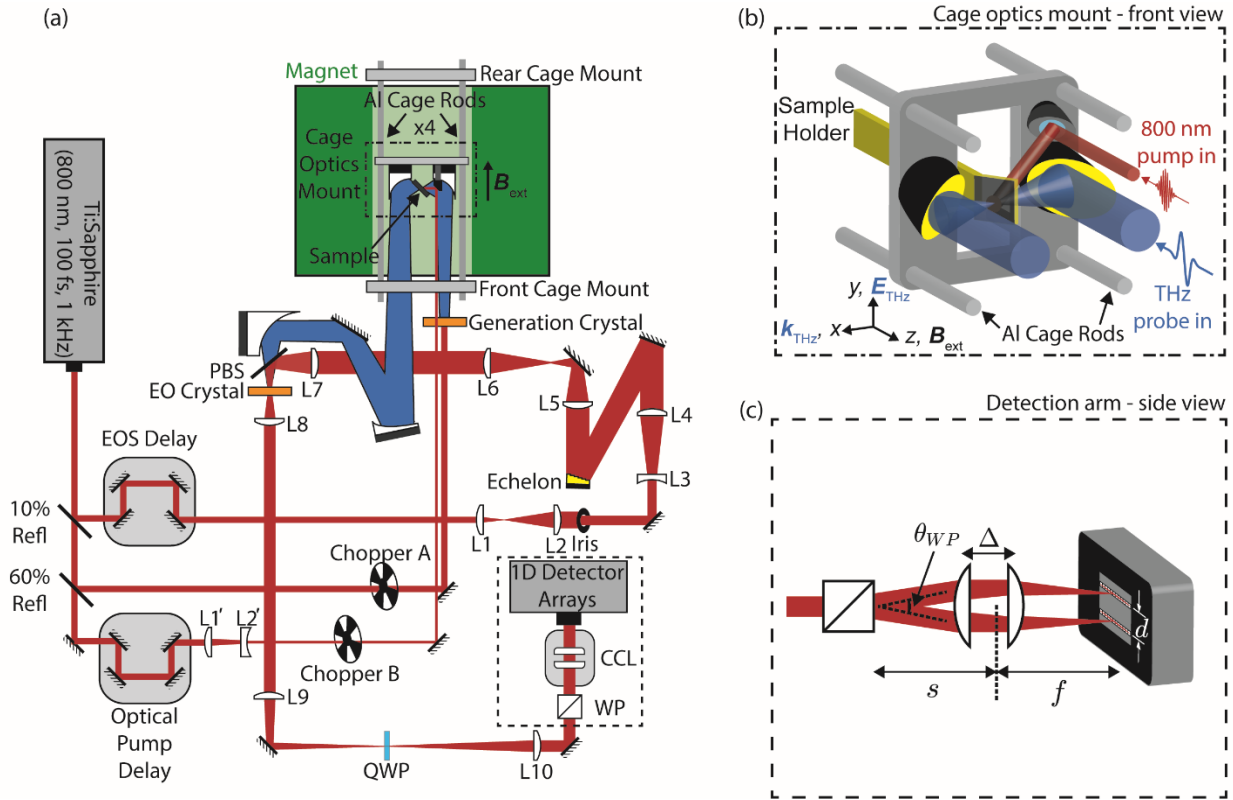 (a)
Magnet
Rear Cage Mount
Al Cage Rods
x4
Cage
Optics
Mount
B
ext
Sample
Front Cage Mount
Generation Crystal
Ti:Sapphire
(800 nm, 100 fs, 1 kHz)
PBS
EO Crystal
L7
L6
L5
L4
L8
EOS Delay
Echelon
L3
10%
Refl
L1
L2
Iris
Chopper A
60%
Refl
1D Detector
Arrays
L1'
L2'
Chopper B
CCL
L9
WP
Optical
Pump
Delay
QWP
L10
(b)
Cage optics mount - front view
Sample
Holder
800 nm
pump in
y, E_THz
THz
probe in
k_THz, x
z, B_ext
Al Cage Rods
(c)
Detection arm - side view
θ_WP
Δ
d
s
f